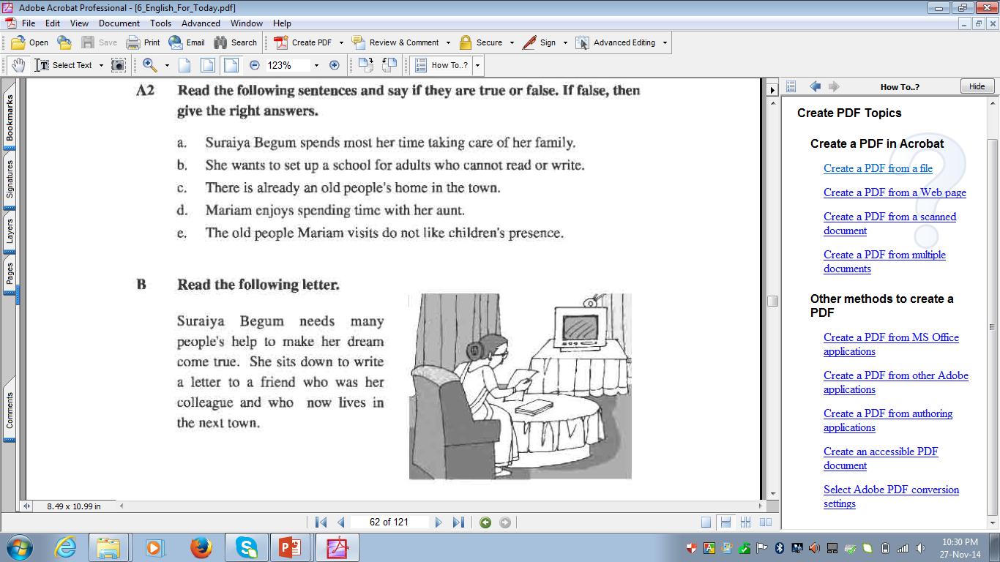 Adobe Acrobat Professional - [6_English_For_Today.pdf]
File Edit View Document Tools Advanced Window Help
Open Save Print Email Search Create PDF Review & Comment Secure Sign Advanced Editing
Select Text 123% How To..?
Bookmarks
Signatures
Layers
Pages
Comments
A2 Read the following sentences and say if they are true or false. If false, then
give the right answers.
a. Suraiya Begum spends most her time taking care of her family.
b. She wants to set up a school for adults who cannot read or write.
c. There is already an old people's home in the town.
d. Mariam enjoys spending time with her aunt.
e. The old people Mariam visits do not like children's presence.
B Read the following letter.
Suraiya Begum needs many
people's help to make her dream
come true. She sits down to write
a letter to a friend who was her
colleague and who now lives in
the next town.
8.49 x 10.99 in
62 of 121
How To..? Hide
Create PDF Topics
Create a PDF in Acrobat
Create a PDF from a file
Create a PDF from a Web page
Create a PDF from a scanned
document
Create a PDF from multiple
documents
Other methods to create a
PDF
Create a PDF from MS Office
applications
Create a PDF from other Adobe
applications
Create a PDF from authoring
applications
Create an accessible PDF
document
Select Adobe PDF conversion
settings
10:30 PM
27-Nov-14